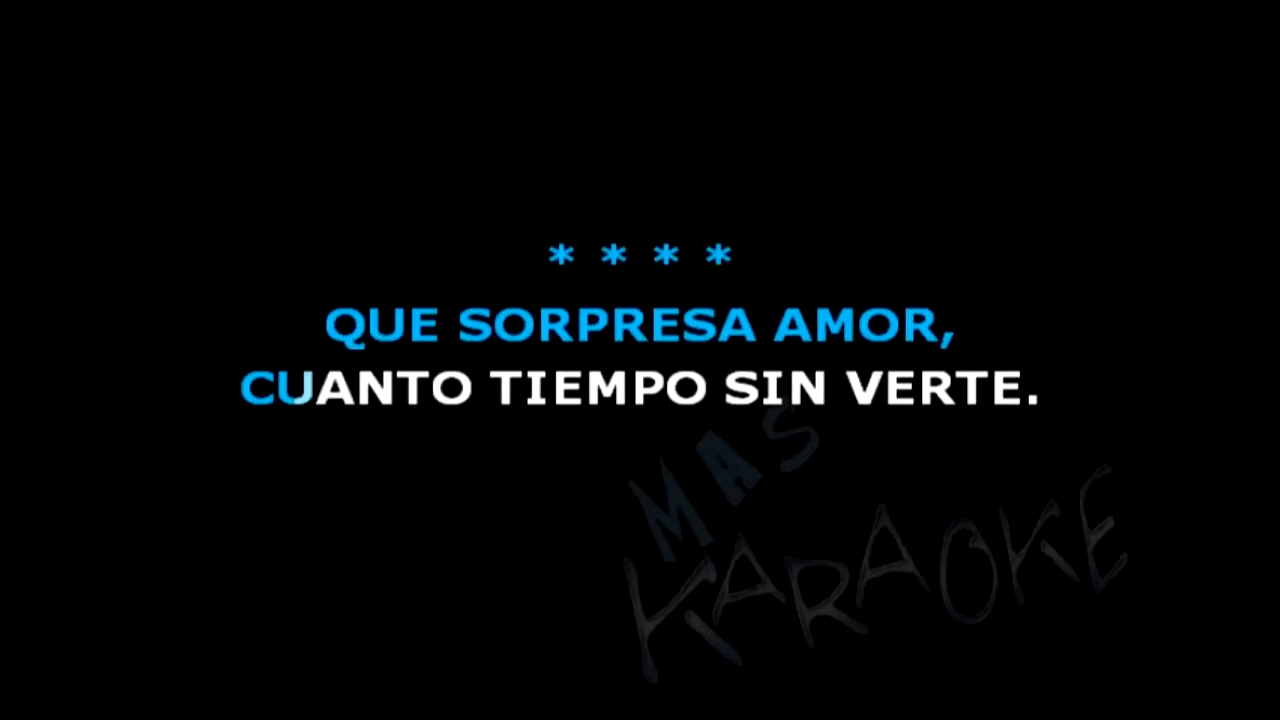 * * * *
QUE SORPRESA AMOR,
CUANTO TIEMPO SIN VERTE.
MAS
KARAOKE